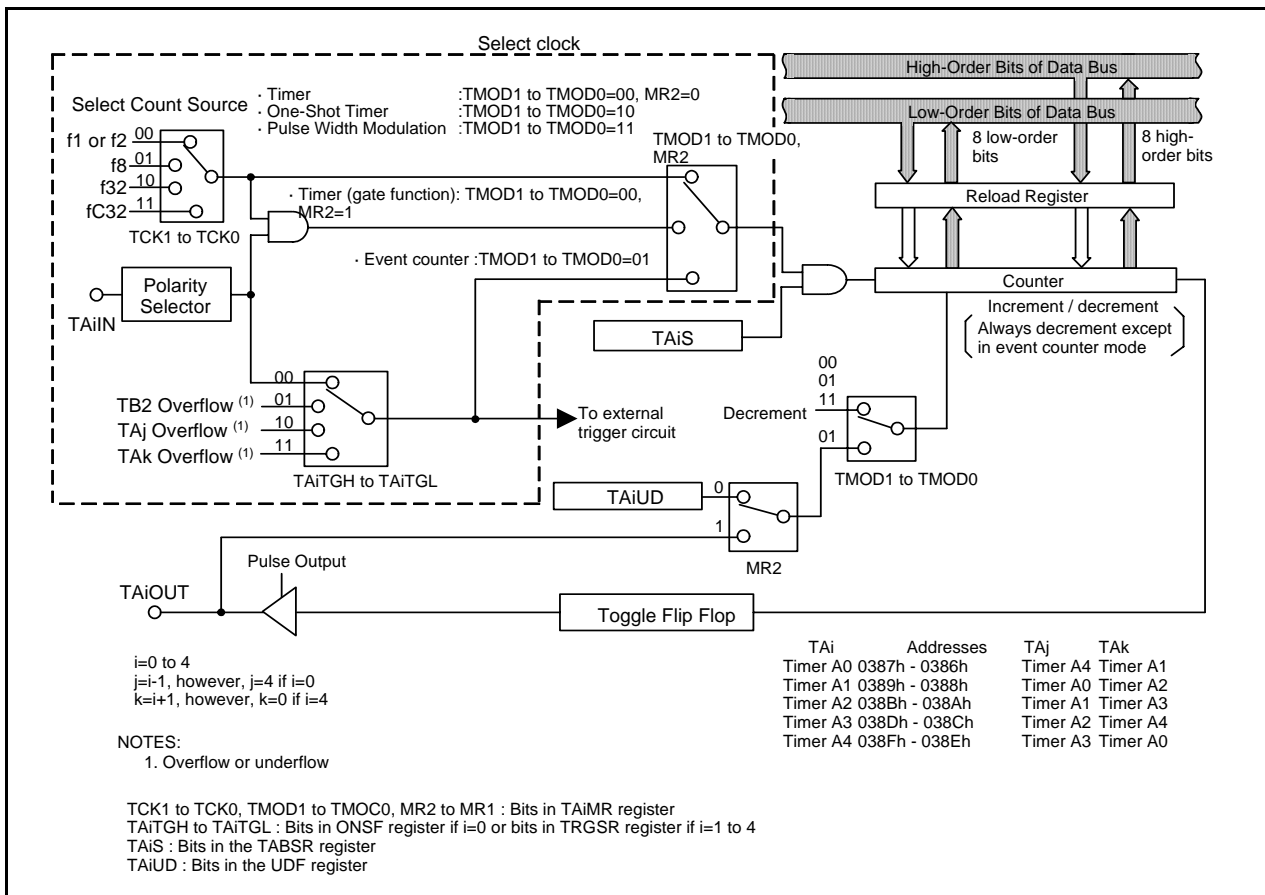 Select clock
High-Order Bits of Data Bus
Select Count Source
· Timer :TMOD1 to TMOD0=00, MR2=0
· One-Shot Timer :TMOD1 to TMOD0=10
· Pulse Width Modulation :TMOD1 to TMOD0=11
Low-Order Bits of Data Bus
f1 or f2 00
f8 01
f32 10
fC32 11
TCK1 to TCK0
TMOD1 to TMOD0,
MR2
8 low-order
bits
8 high-
order bits
· Timer (gate function): TMOD1 to TMOD0=00,
MR2=1
Reload Register
· Event counter :TMOD1 to TMOD0=01
Polarity
Selector
TAiIN
Counter
Increment / decrement
Always decrement except
in event counter mode
TAiS
00
TB2 Overflow (1) 01
TAj Overflow (1) 10
TAk Overflow (1) 11
TAiTGH to TAiTGL
To external
trigger circuit
00
01
Decrement 11
01
TMOD1 to TMOD0
TAiUD 0
1
MR2
Pulse Output
TAiOUT
Toggle Flip Flop
i=0 to 4
j=i-1, however, j=4 if i=0
k=i+1, however, k=0 if i=4
TAi Addresses TAj TAk
Timer A0 0387h - 0386h Timer A4 Timer A1
Timer A1 0389h - 0388h Timer A0 Timer A2
Timer A2 038Bh - 038Ah Timer A1 Timer A3
Timer A3 038Dh - 038Ch Timer A2 Timer A4
Timer A4 038Fh - 038Eh Timer A3 Timer A0
NOTES:
1. Overflow or underflow
TCK1 to TCK0, TMOD1 to TMOC0, MR2 to MR1 : Bits in TAiMR register
TAiTGH to TAiTGL : Bits in ONSF register if i=0 or bits in TRGSR register if i=1 to 4
TAiS : Bits in the TABSR register
TAiUD : Bits in the UDF register